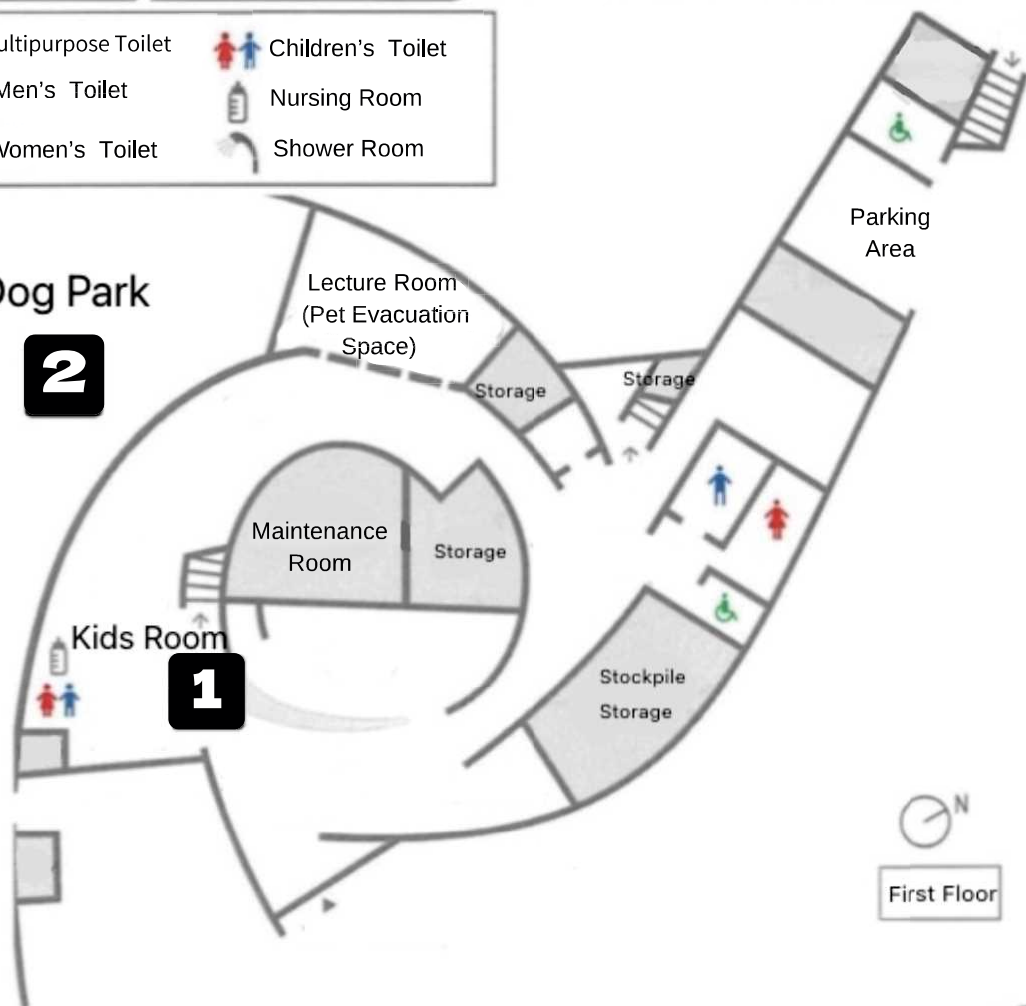 ultipurpose Toilet
Children's Toilet
Men's Toilet
Nursing Room
Women's Toilet
Shower Room
Parking
Area
Lecture Room
(Pet Evacuation
Space)
Dog Park
2
Storage
Storage
Maintenance
Room
Storage
Kids Room
1
Stockpile
Storage
N
First Floor